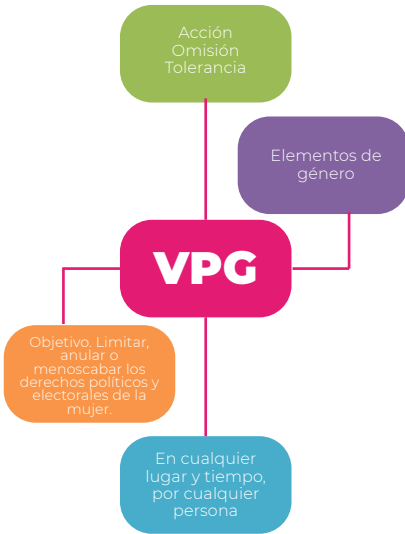 Acción
Omisión
Tolerancia
Elementos de
género
VPG
Objetivo. Limitar,
anular o
menoscabar los
derechos políticos y
electorales de la
mujer.
En cualquier
lugar y tiempo,
por cualquier
persona